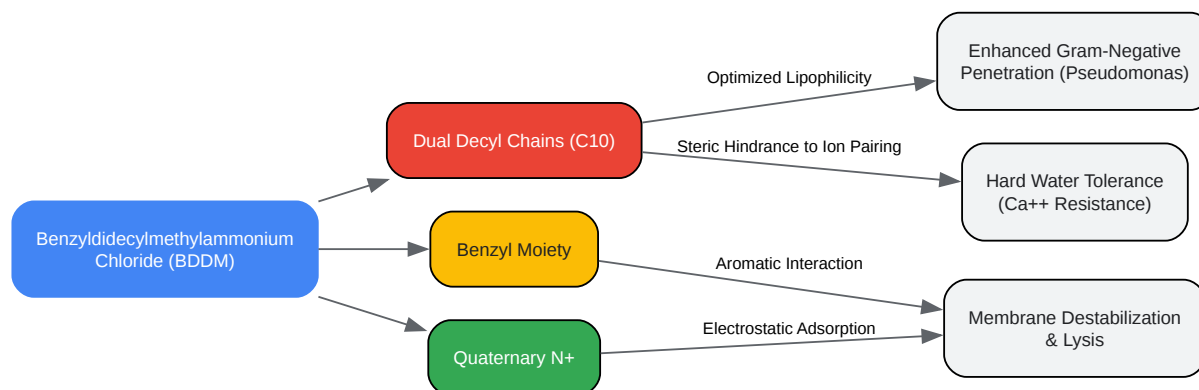 Benzyldidecylmethylammonium
Chloride (BDDM)
Dual Decyl Chains (C10)
Benzyl Moiety
Quaternary N+
Optimized Lipophilicity
Steric Hindrance to Ion Pairing
Aromatic Interaction
Electrostatic Adsorption
Enhanced Gram-Negative
Penetration (Pseudomonas)
Hard Water Tolerance
(Ca++ Resistance)
Membrane Destabilization
& Lysis